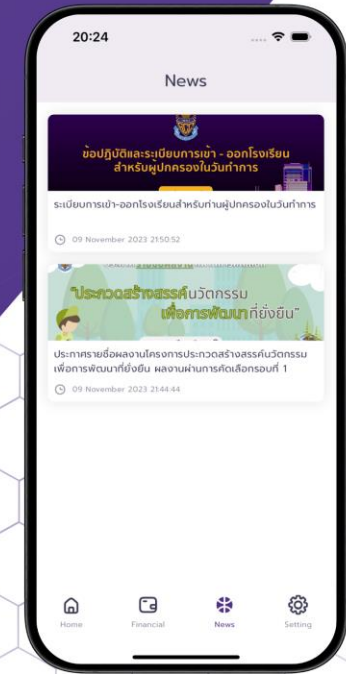 20:24
News
ข้อปฏิบัติและระเบียบการเข้า - ออกโรงเรียน
สำหรับผู้ปกครองในวันทำการ
ระเบียบการเข้า-ออกโรงเรียนสำหรับท่านผู้ปกครองในวันทำการ
09 November 2023 21:50:52
"ประกวดสร้างสรรค์นวัตกรรม
เพื่อการพัฒนาที่ยั่งยืน"
ประกาศรายชื่อผลงานโครงการประกวดสร้างสรรค์นวัตกรรม
เพื่อการพัฒนาที่ยั่งยืน ผลงานผ่านการคัดเลือกรอบที่ 1
09 November 2023 21:44:44
Home
Financial
News
Setting